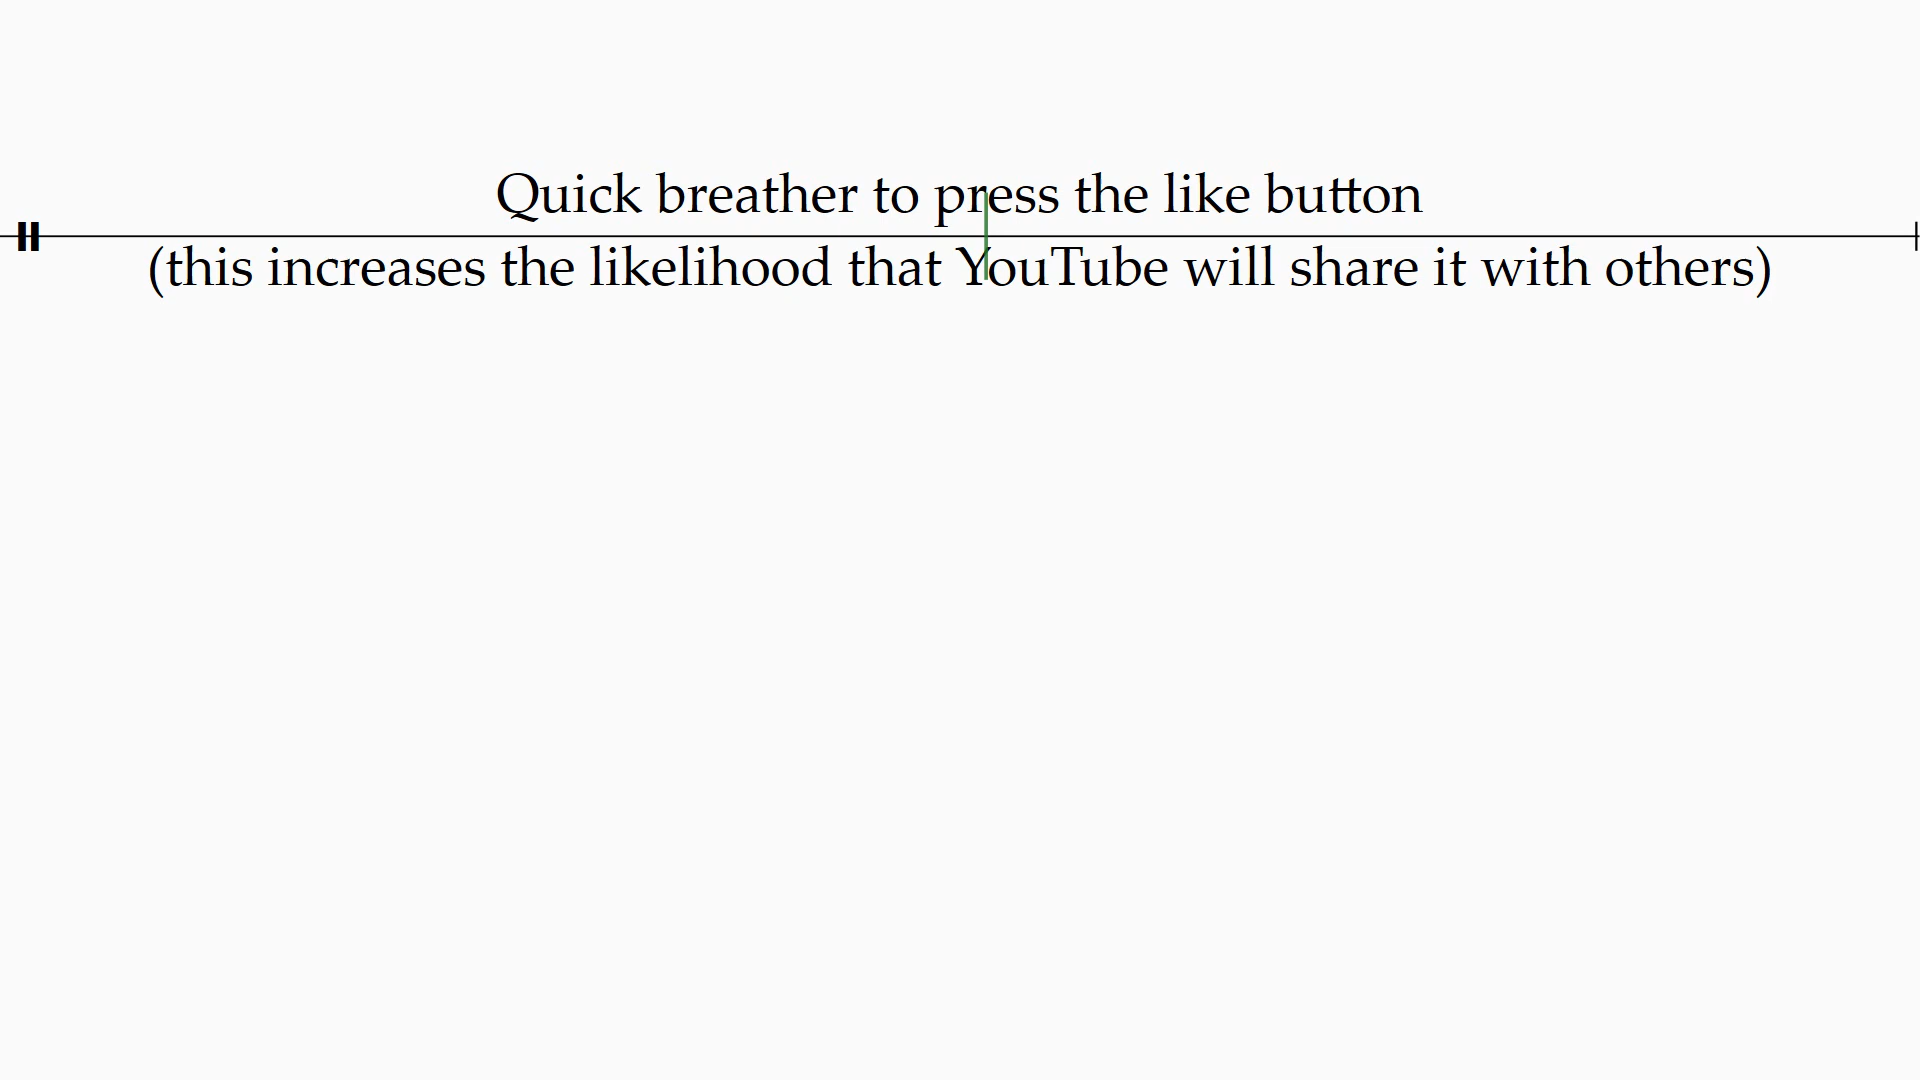 Quick breather to press the like button
(this increases the likelihood that YouTube will share it with others)